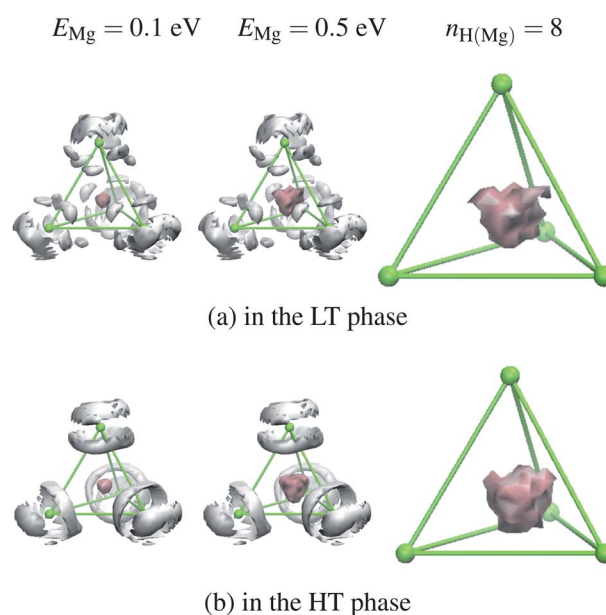 E_Mg = 0.1 eV E_Mg = 0.5 eV n_H(Mg) = 8
(a) in the LT phase
(b) in the HT phase